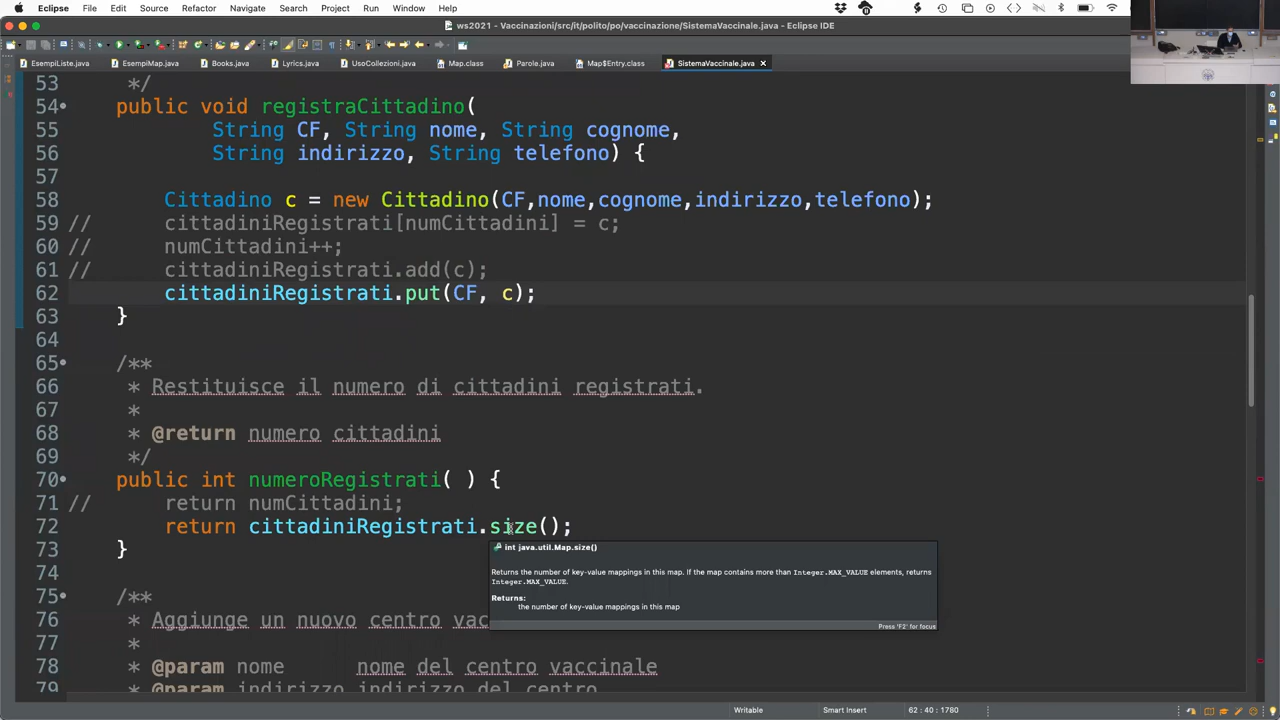 Eclipse File Edit Source Refactor Navigate Search Project Run Window Help
ws2021 - Vaccinazioni/src/it/polito/po/vaccinazione/SistemaVaccinale.java - Eclipse IDE
EsempiListe.java EsempiMap.java Books.java Lyrics.java UsoCollezioni.java Map.class Parole.java Map$Entry.class SistemaVaccinale.java
53 */
54 public void registraCittadino(
55 String CF, String nome, String cognome,
56 String indirizzo, String telefono) {
57
58 Cittadino c = new Cittadino(CF,nome,cognome,indirizzo,telefono);
59 // cittadiniRegistrati[numCittadini] = c;
60 // numCittadini++;
61 // cittadiniRegistrati.add(c);
62 cittadiniRegistrati.put(CF, c);
63 }
64
65 /**
66 * Restituisce il numero di cittadini registrati.
67 *
68 * @return numero cittadini
69 */
70 public int numeroRegistrati( ) {
71 // return numCittadini;
72 return cittadiniRegistrati.size();
73 }
int java.util.Map.size()
Returns the number of key-value mappings in this map. If the map contains more than Integer.MAX_VALUE elements, returns
Integer.MAX_VALUE.
Returns:
the number of key-value mappings in this map
Press 'F2' for focus
74
75 /**
76 * Aggiunge un nuovo centro vac
77 *
78 * @param nome nome del centro vaccinale
79 * @param indirizzo indirizzo del centro
Writable Smart Insert 62 : 40 : 1780